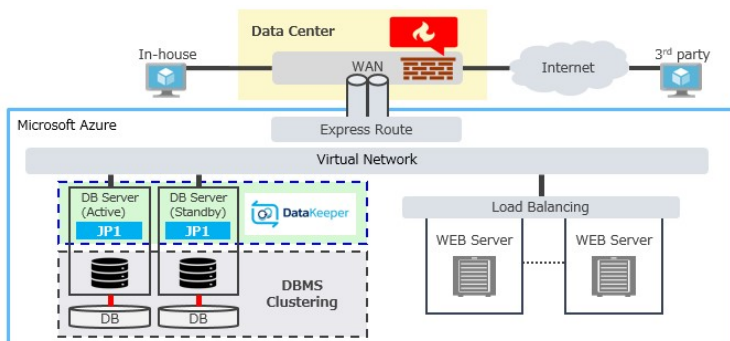 Data Center
In-house
WAN
Internet
3rd party
Microsoft Azure
Express Route
Virtual Network
DB Server
(Active)
JP1
DB Server
(Standby)
JP1
DataKeeper
Load Balancing
WEB Server
WEB Server
DBMS
Clustering
DB
DB